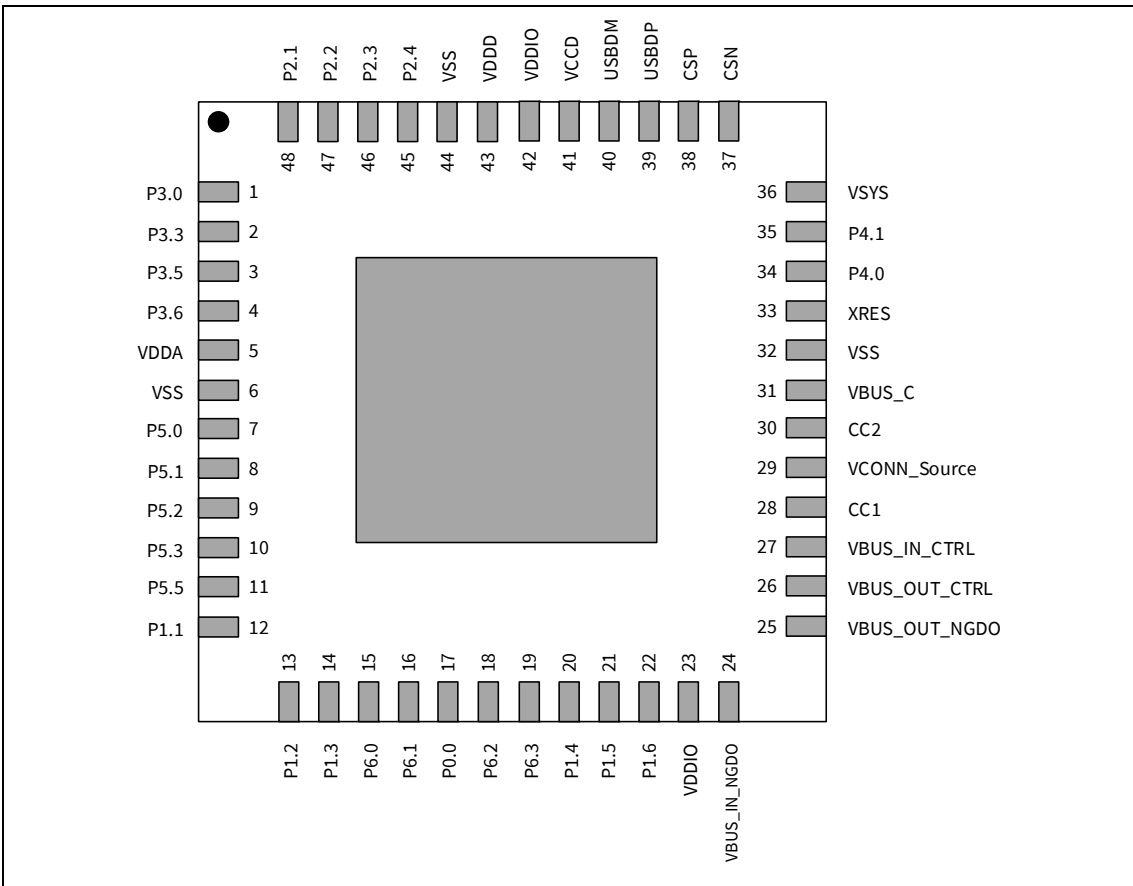 P2.1 P2.2 P2.3 P2.4 VSS VDDD VDDIO VCCD USBDM USBDP CSP CSN
48 47 46 45 44 43 42 41 40 39 38 37
P3.0 1 36 VSYS
P3.3 2 35 P4.1
P3.5 3 34 P4.0
P3.6 4 33 XRES
VDDA 5 32 VSS
VSS 6 31 VBUS_C
P5.0 7 30 CC2
P5.1 8 29 VCONN_Source
P5.2 9 28 CC1
P5.3 10 27 VBUS_IN_CTRL
P5.5 11 26 VBUS_OUT_CTRL
P1.1 12 25 VBUS_OUT_NGDO
13 14 15 16 17 18 19 20 21 22 23 24
P1.2 P1.3 P6.0 P6.1 P0.0 P6.2 P6.3 P1.4 P1.5 P1.6 VDDIO VBUS_IN_NGDO